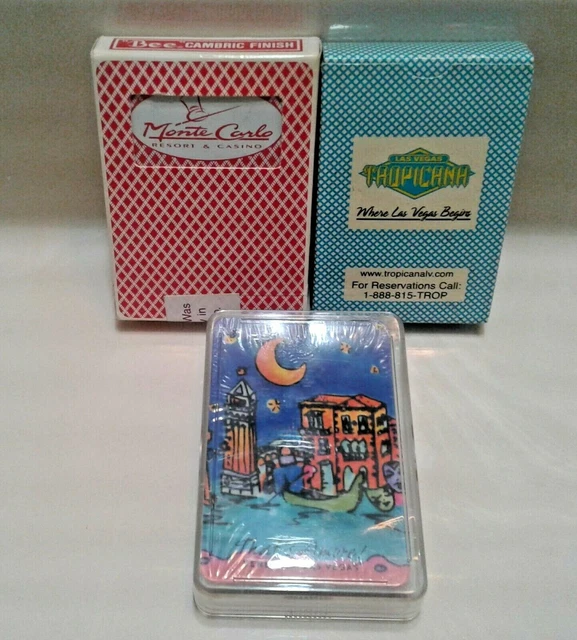 Bee CAMBRIC FINISH
Monte Carlo
RESORT & CASINO
Was
in
LAS VEGAS
TROPICANA
Where Las Vegas Begins
www.tropicanalv.com
For Reservations Call:
1-888-815-TROP